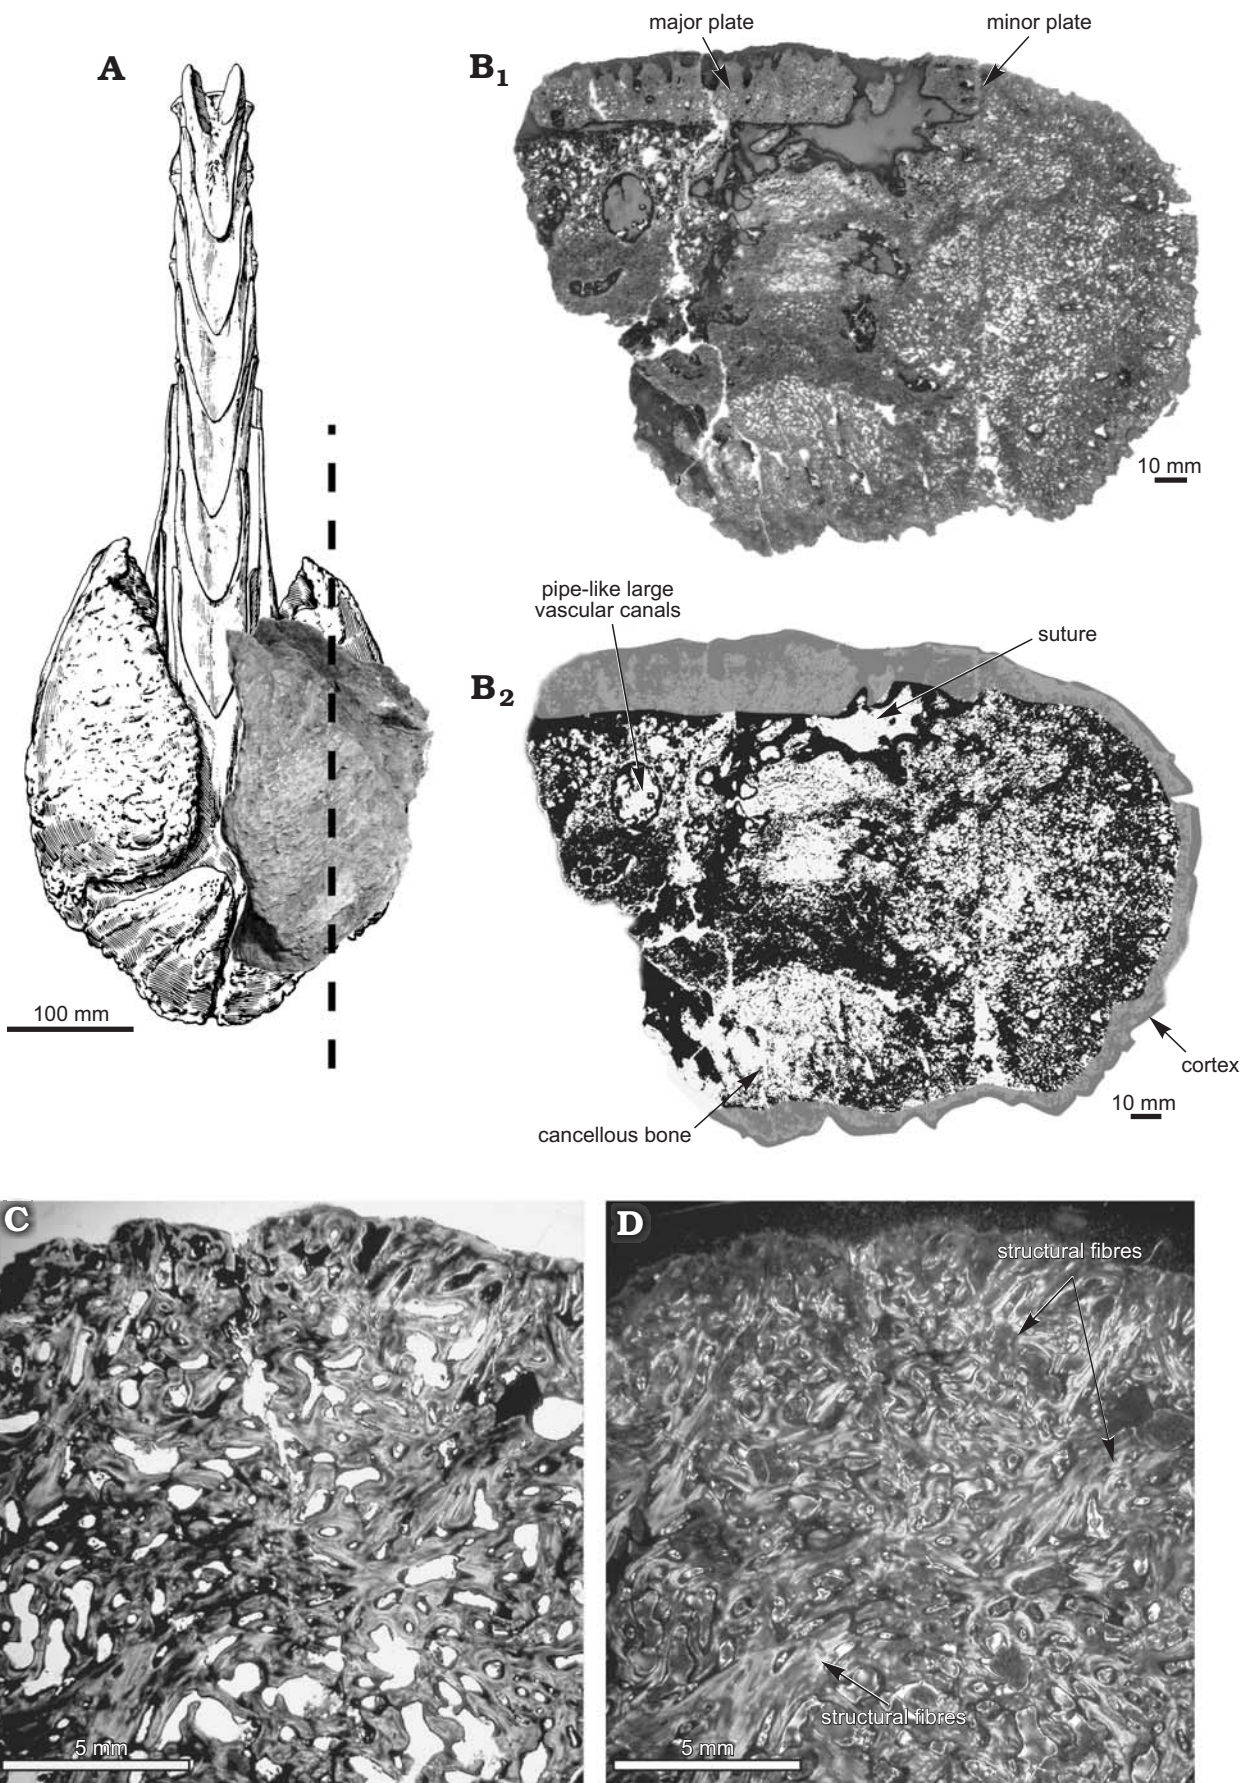 A
B1
major plate
minor plate
10 mm
pipe-like large
vascular canals
suture
B2
100 mm
cortex
10 mm
cancellous bone
C
D
structural fibres
structural fibres
5 mm
5 mm